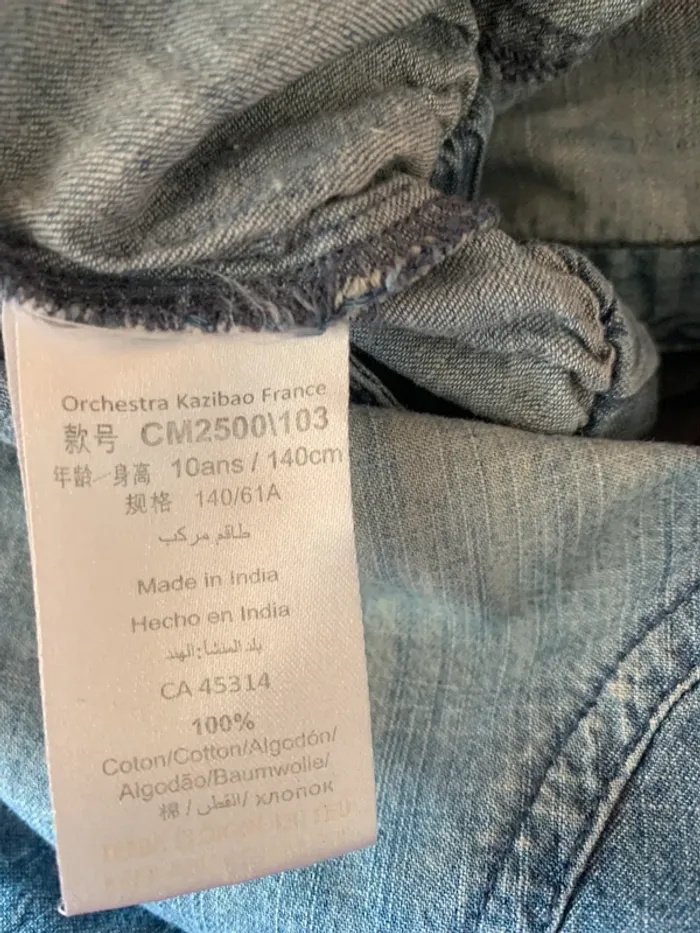 Orchestra Kazibao France
款号 CM2500\103
年龄一身高 10ans / 140cm
规格 140/61A
طاقم مركب
Made in India
Hecho en India
بلد المنشأ: الهند
CA 45314
100%
Coton/Cotton/Algodón/
Algodão/Baumwolle/
棉 / القطن/ хлопок